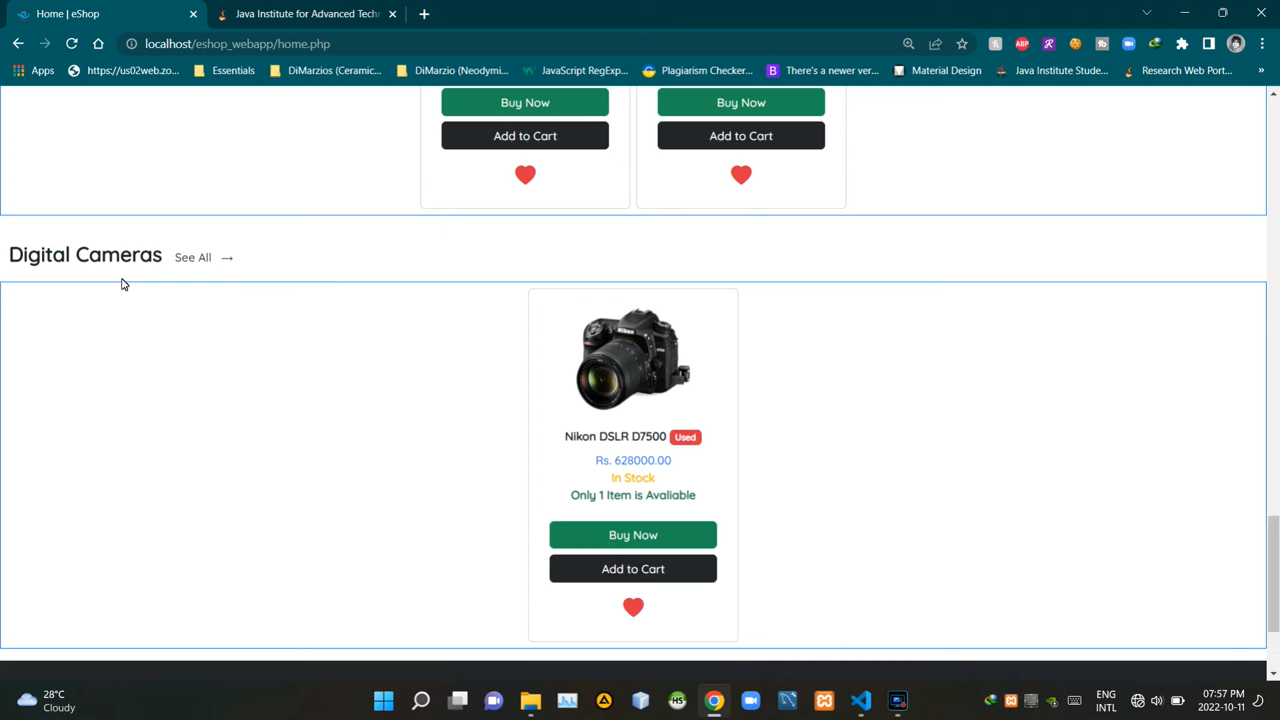 Home | eShop
Java Institute for Advanced Techn
localhost/eshop_webapp/home.php
Apps
https://us02web.zo...
Essentials
DiMarzios (Ceramic...
DiMarzio (Neodymi...
JavaScript RegExp...
Plagiarism Checker...
There's a newer ver...
Material Design
Java Institute Stude...
Research Web Port...
»
Buy Now
Buy Now
Add to Cart
Add to Cart
Digital Cameras See All →
Nikon DSLR D7500 Used
Rs. 628000.00
In Stock
Only 1 Item is Avaliable
Buy Now
Add to Cart
28°C
Cloudy
ENG
INTL
07:57 PM
2022-10-11